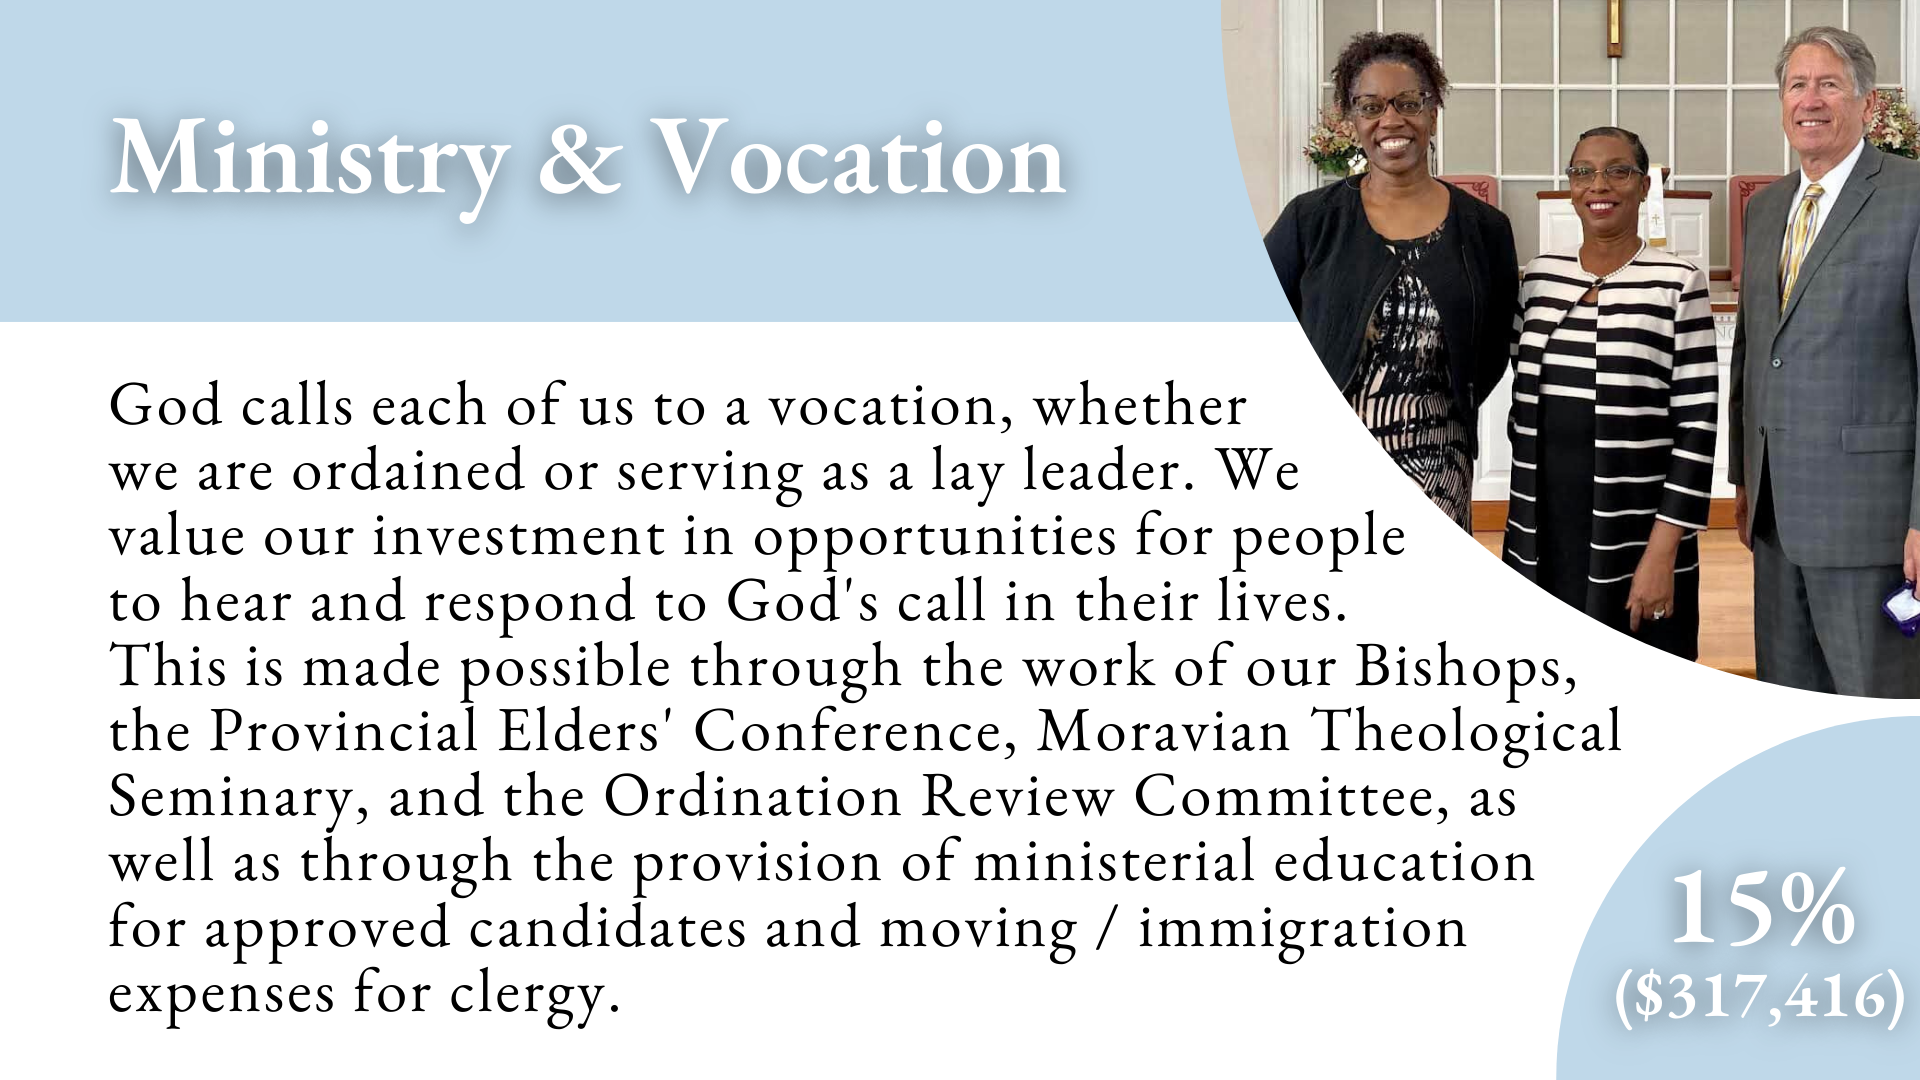 Ministry & Vocation
God calls each of us to a vocation, whether
we are ordained or serving as a lay leader. We
value our investment in opportunities for people
to hear and respond to God's call in their lives.
This is made possible through the work of our Bishops,
the Provincial Elders' Conference, Moravian Theological
Seminary, and the Ordination Review Committee, as
well as through the provision of ministerial education
for approved candidates and moving / immigration
expenses for clergy.
15%
($317,416)